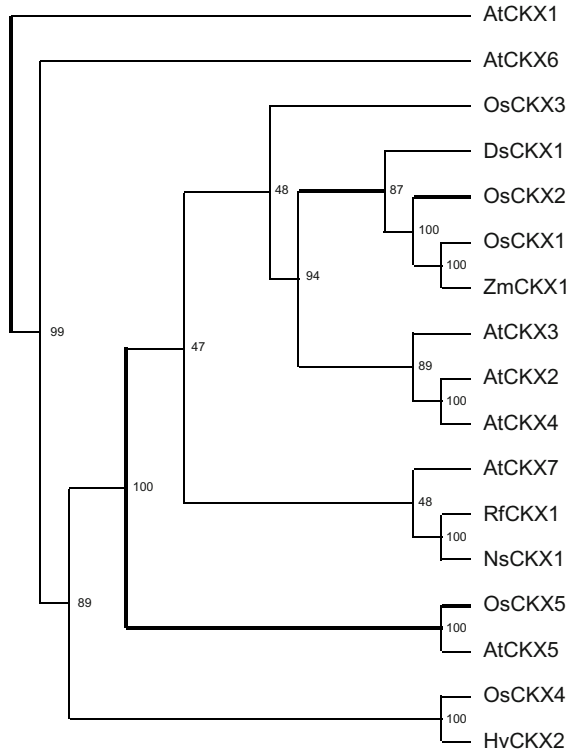 AtCKX1
AtCKX6
OsCKX3
DsCKX1
87
48
OsCKX2
100
OsCKX1
100
94
ZmCKX1
99
AtCKX3
47
89
AtCKX2
100
AtCKX4
AtCKX7
100
48
RfCKX1
100
NsCKX1
89
OsCKX5
100
AtCKX5
OsCKX4
100
HvCKX2